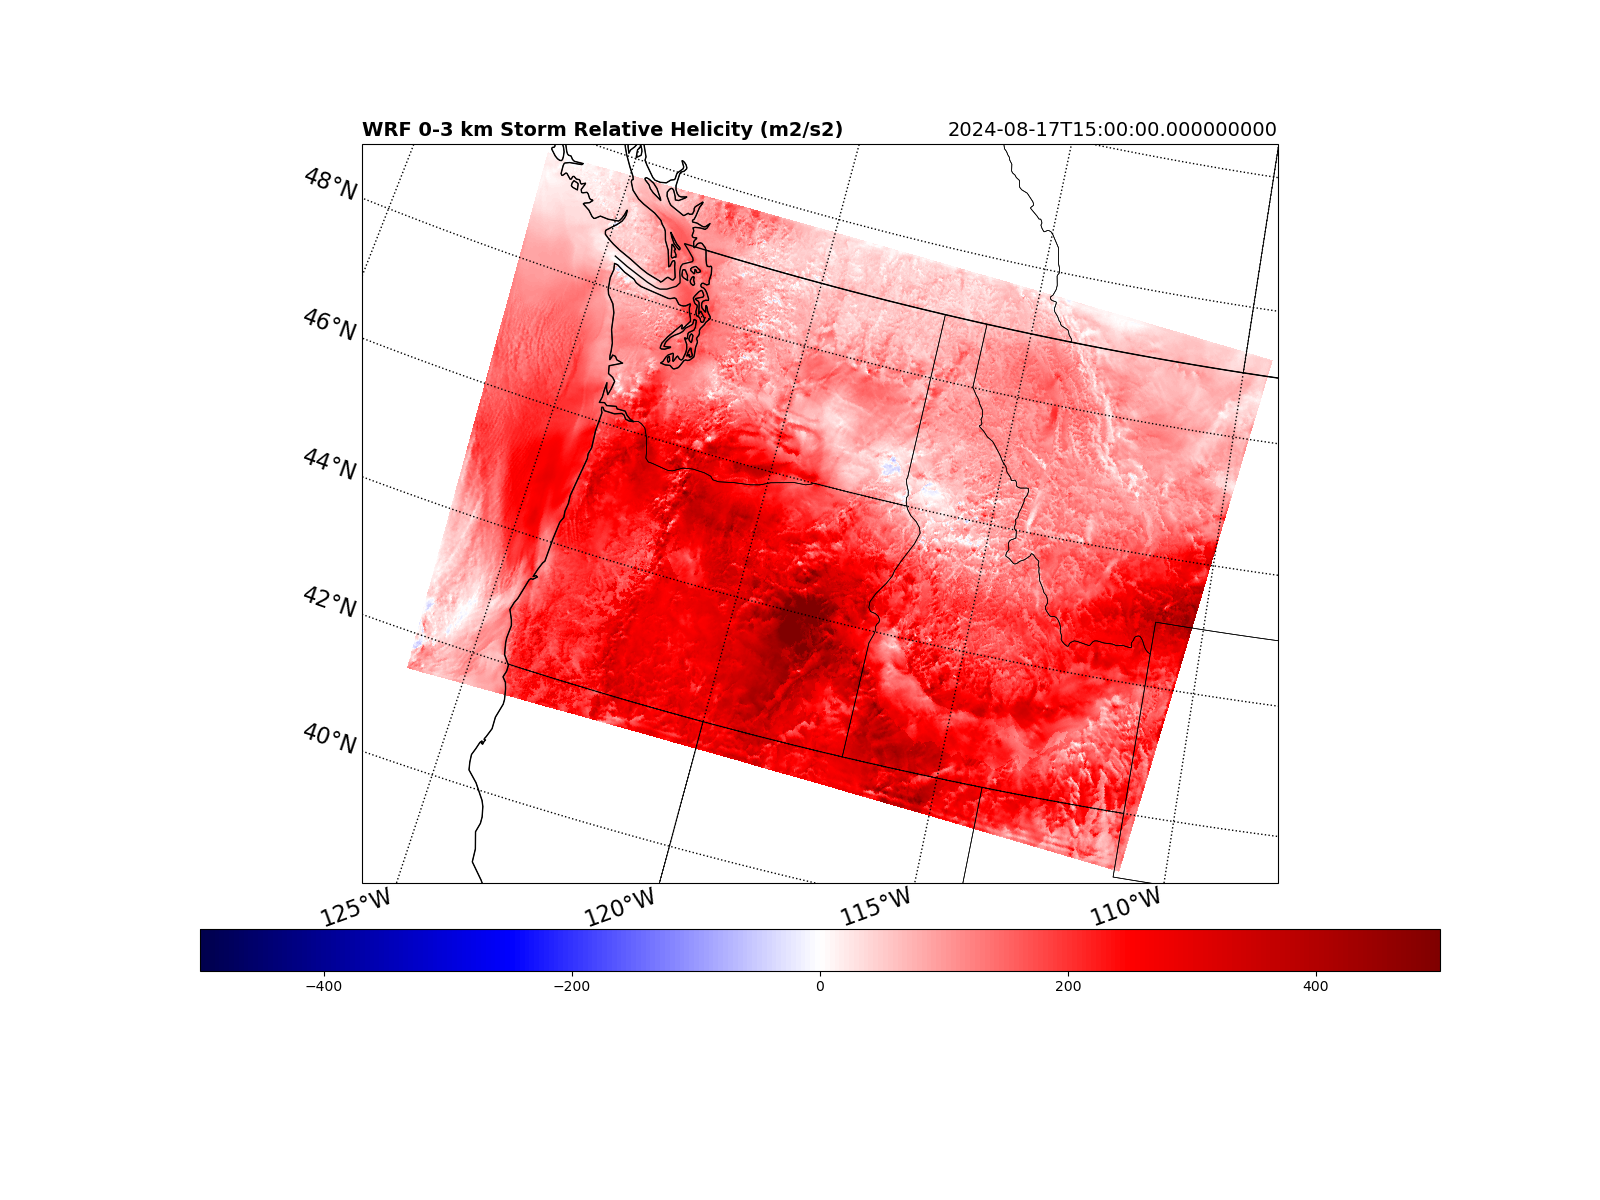 WRF 0-3 km Storm Relative Helicity (m2/s2) 2024-08-17T15:00:00.000000000
48°N
46°N
44°N
42°N
40°N
125°W 120°W 115°W 110°W
−400 −200 0 200 400